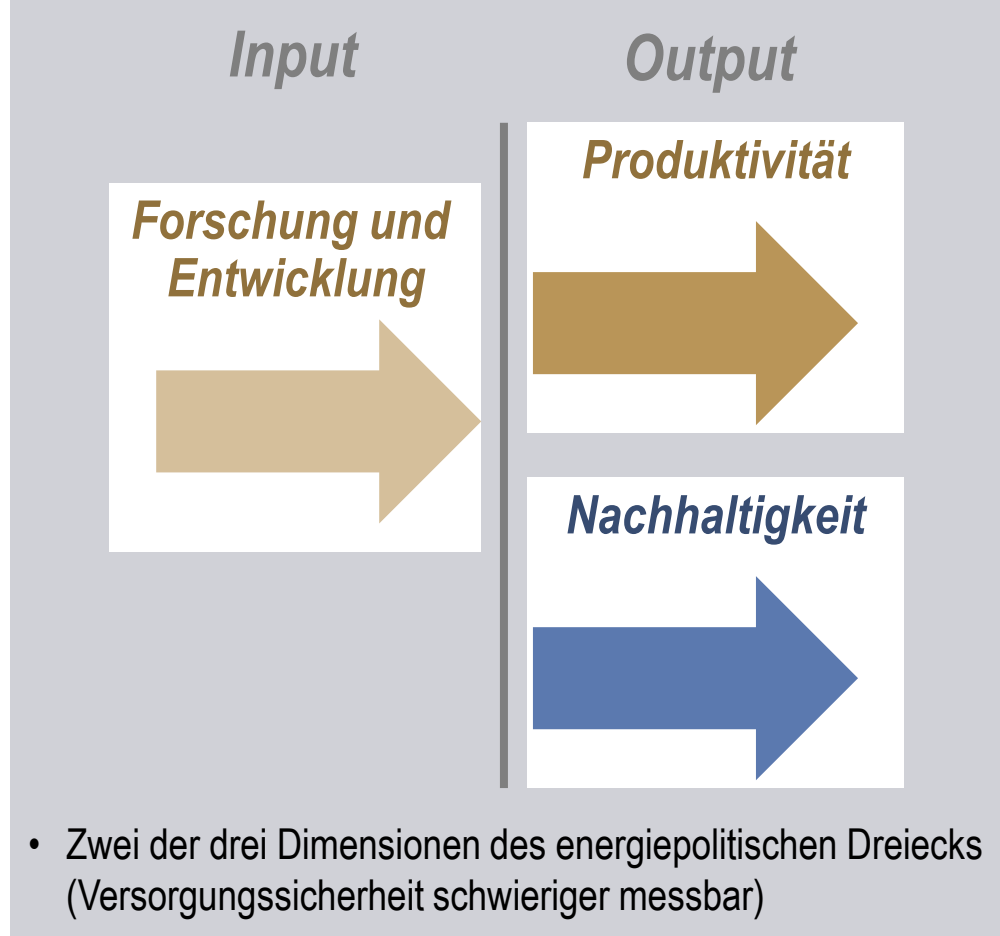 Input
Output
Forschung und
Entwicklung
Produktivität
Nachhaltigkeit
• Zwei der drei Dimensionen des energiepolitischen Dreiecks
(Versorgungssicherheit schwieriger messbar)